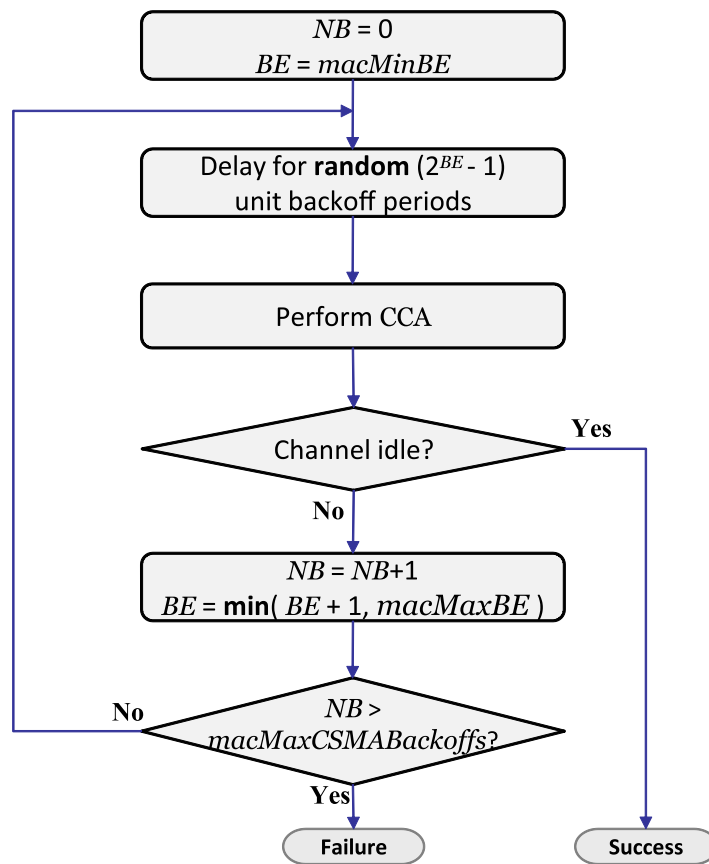 NB = 0
BE = macMinBE
Delay for random (2^BE - 1)
unit backoff periods
Perform CCA
Channel idle?
Yes
No
NB = NB+1
BE = min( BE + 1, macMaxBE )
No
NB >
macMaxCSMABackoffs?
Yes
Failure
Success